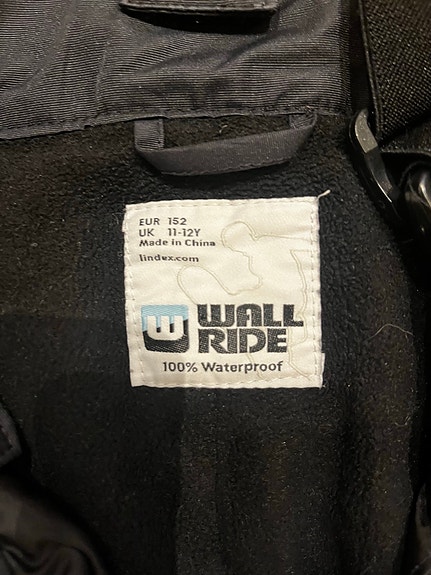 EUR 152
UK 11-12Y
Made in China
lindex.com
WALL
RIDE
100% Waterproof